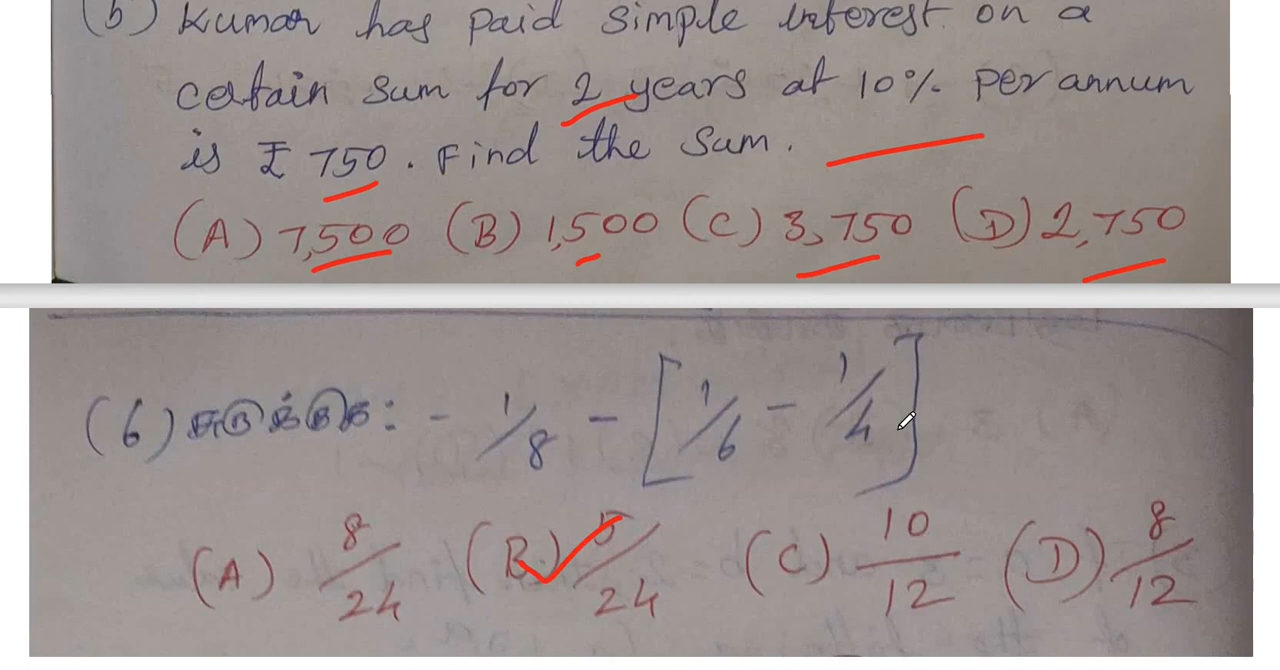 (b) Kumar has paid simple interest on a
certain sum for 2 years at 10% per annum
is ₹ 750. Find the sum.
(A) 7,500 (B) 1,500 (C) 3,750 (D) 2,750
(6) சுருக்குக: - 1/8 - [1/6 - 1/4]
(A) 8/24 (B) 5/24 (C) 10/12 (D) 8/12